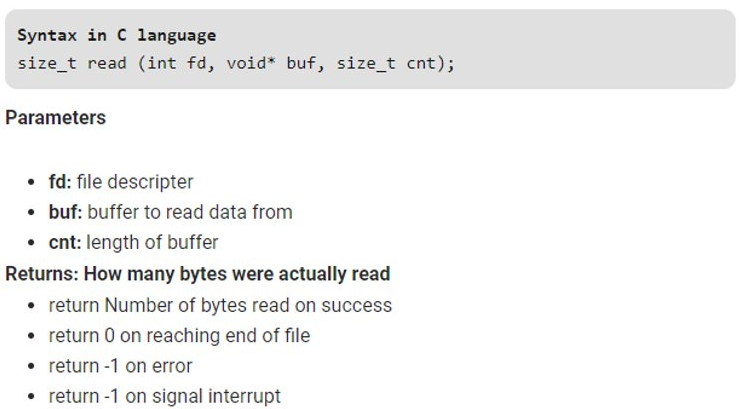 Syntax in C language
size_t read (int fd, void* buf, size_t cnt);
Parameters
• fd: file descripter
• buf: buffer to read data from
• cnt: length of buffer
Returns: How many bytes were actually read
• return Number of bytes read on success
• return 0 on reaching end of file
• return -1 on error
• return -1 on signal interrupt